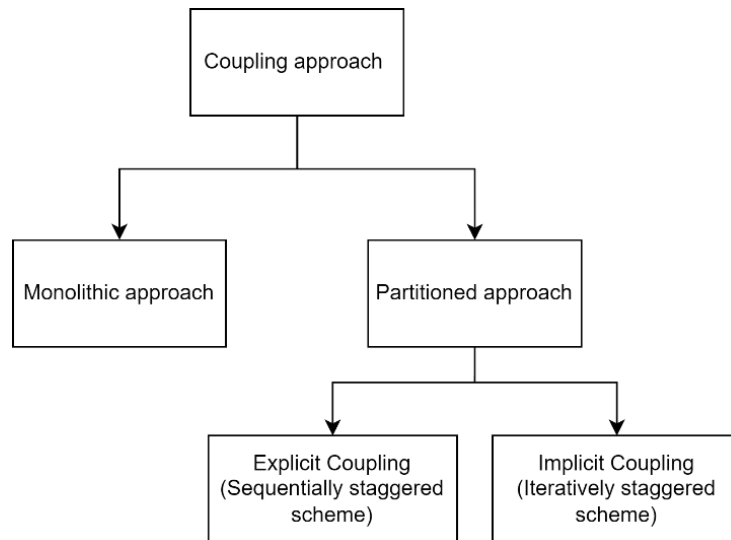 Coupling approach
Monolithic approach
Partitioned approach
Explicit Coupling
(Sequentially staggered
scheme)
Implicit Coupling
(Iteratively staggered
scheme)